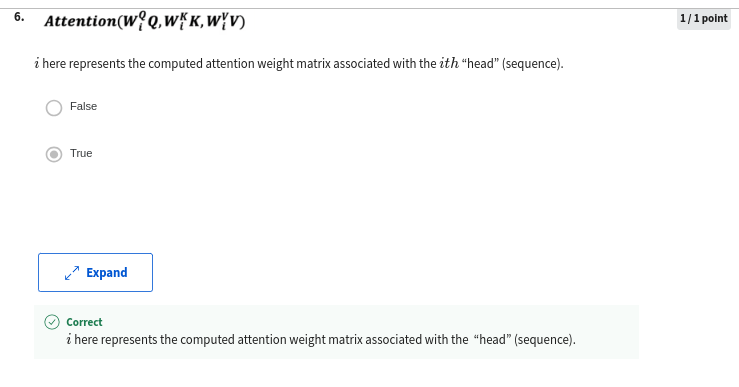 6. Attention(W_i^Q Q, W_i^K K, W_i^V V)
1 / 1 point
i here represents the computed attention weight matrix associated with the ith “head” (sequence).
False
True
Expand
Correct
i here represents the computed attention weight matrix associated with the “head” (sequence).